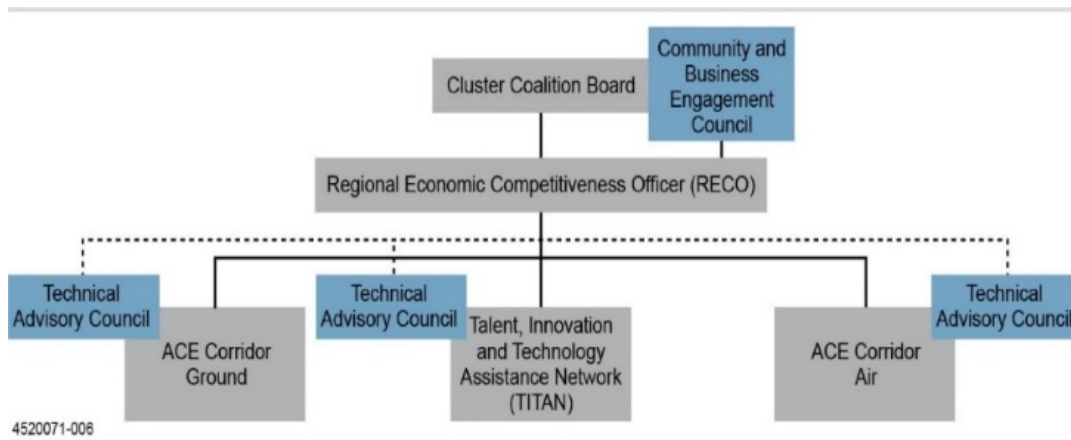 Community and
Business
Engagement
Council
Cluster Coalition Board
Regional Economic Competitiveness Officer (RECO)
Technical
Advisory Council
ACE Corridor
Ground
Technical
Advisory Council
Talent, Innovation
and Technology
Assistance Network
(TITAN)
Technical
Advisory Council
ACE Corridor
Air
4520071-006